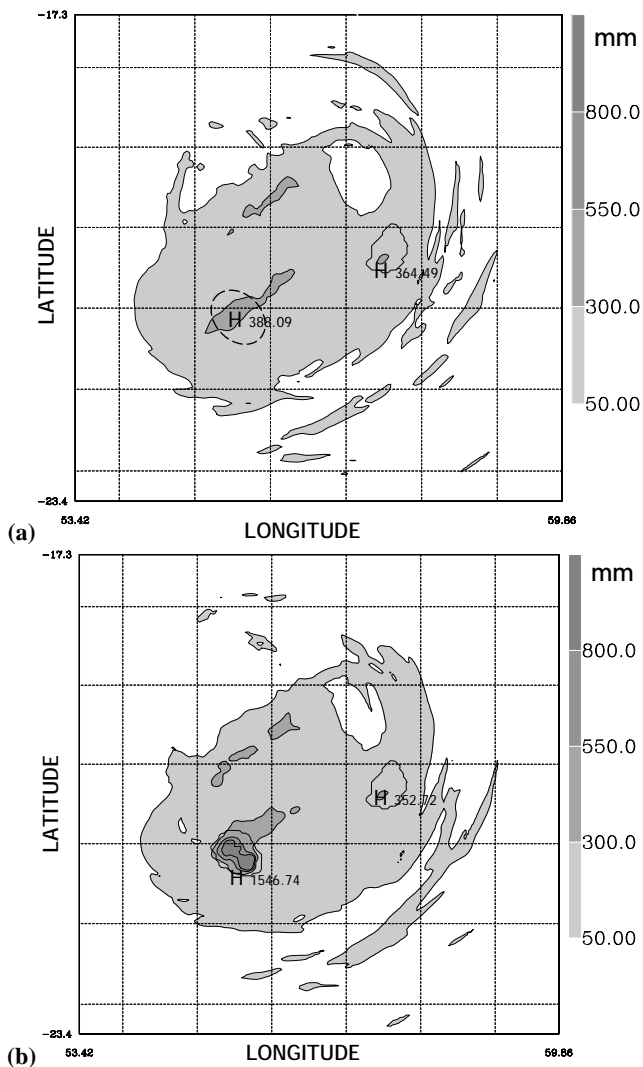 -17.3
mm
800.0
550.0
LATITUDE
H 364.49
H 388.09
300.0
50.00
-23.4
53.42
59.86
(a)
LONGITUDE
-17.3
mm
800.0
550.0
LATITUDE
H 352.72
300.0
H 1546.74
50.00
-23.4
53.42
59.86
(b)
LONGITUDE